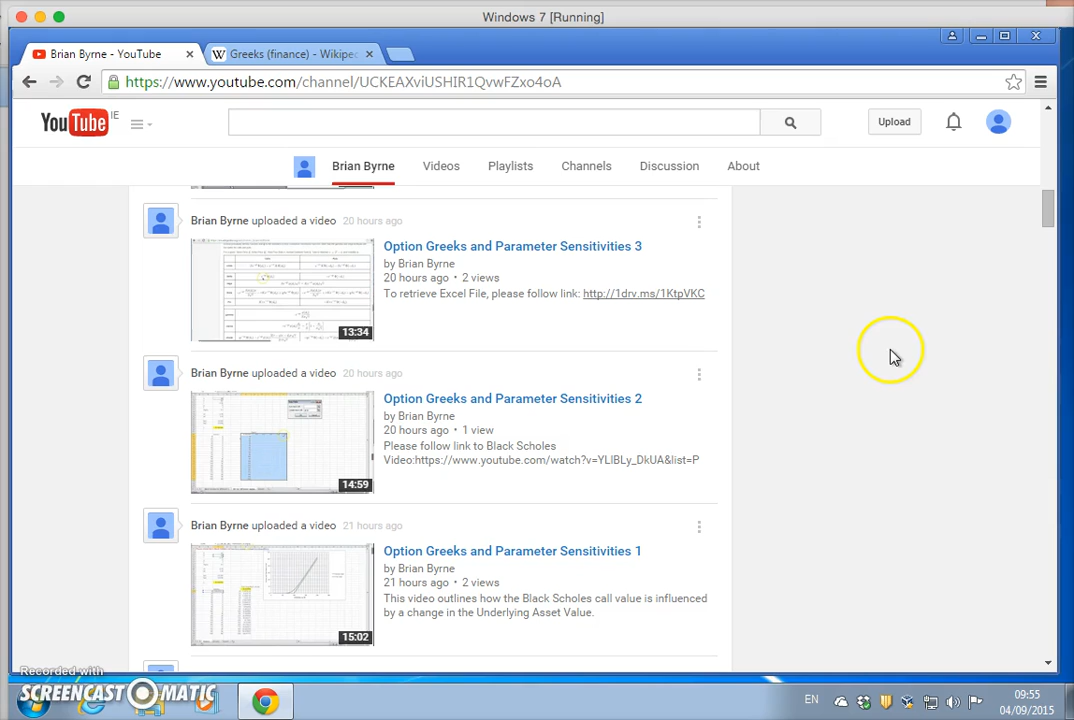 Windows 7 [Running]
Brian Byrne - YouTube
Greeks (finance) - Wikipec
https://www.youtube.com/channel/UCKEAXviUSHIR1QvwFZxo4oA
YouTube IE
Upload
Brian Byrne Videos Playlists Channels Discussion About
Brian Byrne uploaded a video 20 hours ago
Option Greeks and Parameter Sensitivities 3
by Brian Byrne
20 hours ago • 2 views
To retrieve Excel File, please follow link: http://1drv.ms/1KtpVKC
13:34
Brian Byrne uploaded a video 20 hours ago
Option Greeks and Parameter Sensitivities 2
by Brian Byrne
20 hours ago • 1 view
Please follow link to Black Scholes
Video:https://www.youtube.com/watch?v=YLlBLy_DkUA&list=P
14:59
Brian Byrne uploaded a video 21 hours ago
Option Greeks and Parameter Sensitivities 1
by Brian Byrne
21 hours ago • 2 views
This video outlines how the Black Scholes call value is influenced
by a change in the Underlying Asset Value.
15:02
Recorded with
SCREENCAST-O-MATIC
EN
09:55
04/09/2015